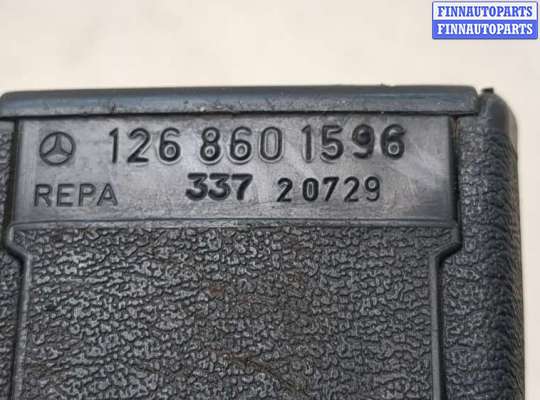 FINNAUTOPARTS
FINNAUTOPARTS
126 860 1596
REPA 337 20729